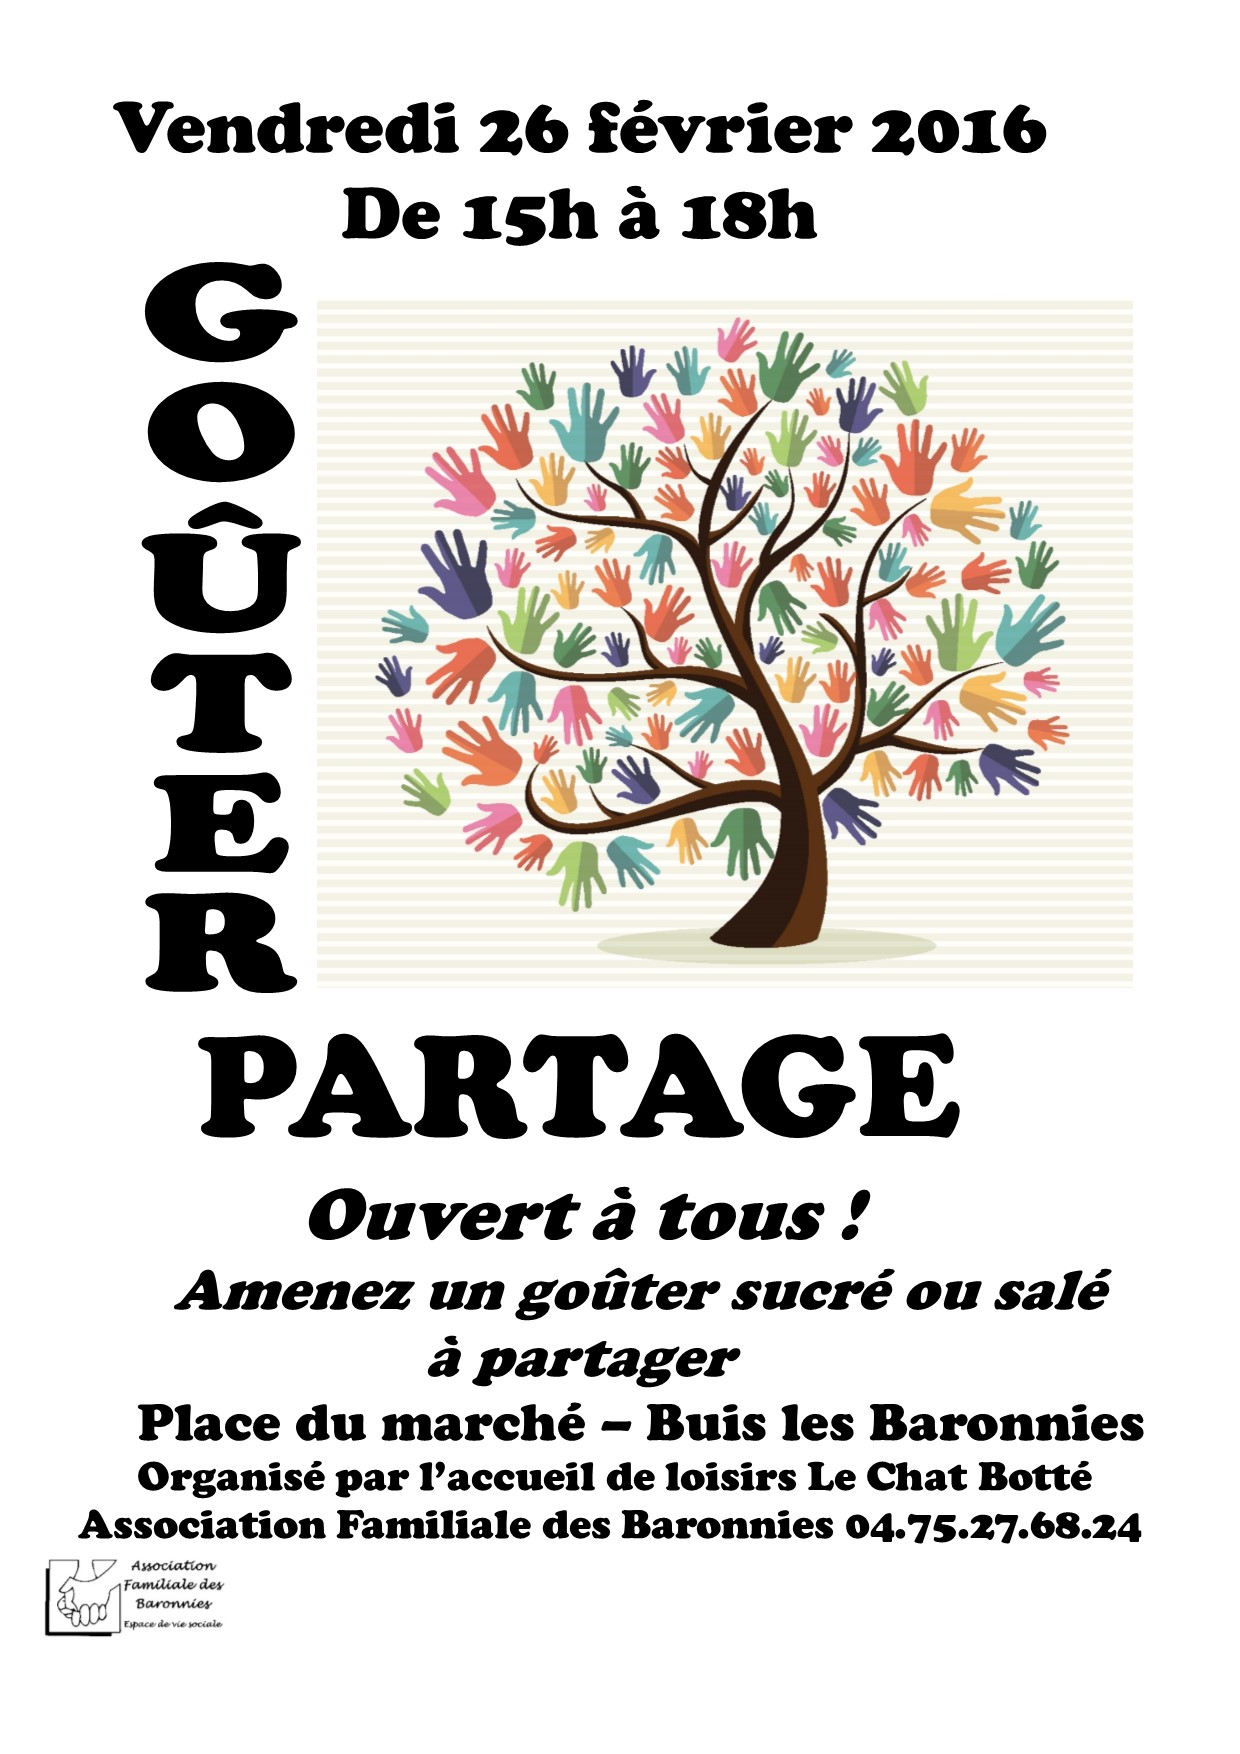 Vendredi 26 février 2016
De 15h à 18h
GOÛTER
PARTAGE
Ouvert à tous !
Amenez un goûter sucré ou salé
à partager
Place du marché – Buis les Baronnies
Organisé par l’accueil de loisirs Le Chat Botté
Association Familiale des Baronnies 04.75.27.68.24
Association
Familiale des
Baronnies
Espace de vie sociale